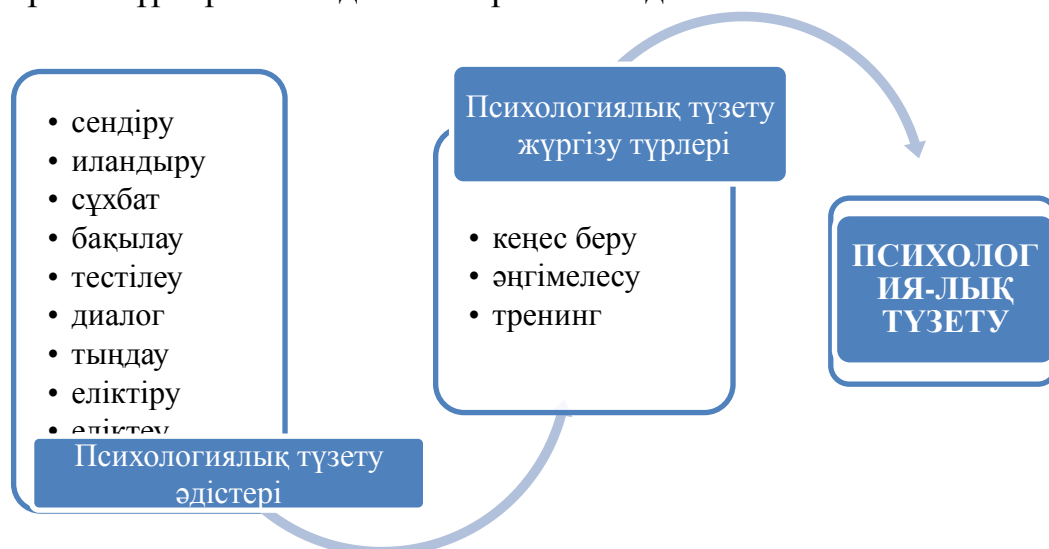 • сендіру
• иландыру
• сұхбат
• бақылау
• тестілеу
• диалог
• тыңдау
• еліктіру
• еліктеу
Психологиялық түзету
әдістері
Психологиялық түзету
жүргізу түрлері
• кеңес беру
• әңгімелесу
• тренинг
ПСИХОЛОГ
ИЯ-ЛЫҚ
ТҮЗЕТУ